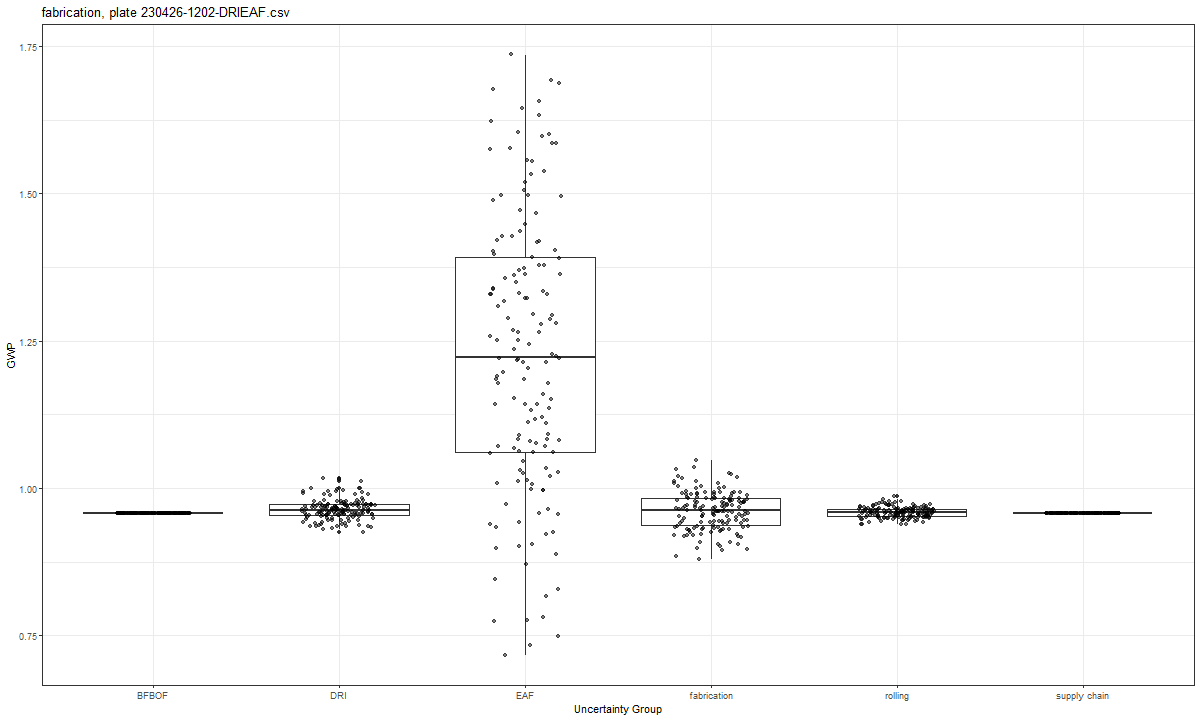 fabrication, plate 230426-1202-DRIEAF.csv
1.75
1.50
1.25
1.00
0.75
GWP
BFBOF DRI EAF fabrication rolling supply chain
Uncertainty Group